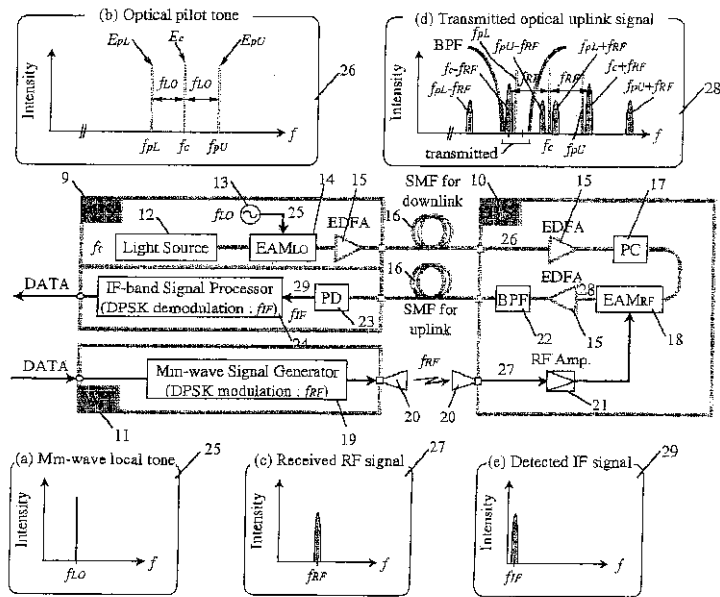 (b) Optical pilot tone
EpL
Ec
EpU
fLO
fLO
Intensity
fpL
fc
fpU
f
26
(d) Transmitted optical uplink signal
BPF
fpL
fpU-fRF
fpL+fRF
fc-fRF
fRF
fRF
fc+fRF
fpL-fRF
fpU+fRF
Intensity
f
transmitted
fc
fpU
28
9
13
14
15
12
fLO
25
EDFA
fc
Light Source
EAMLO
SMF for
downlink
16
10
15
17
EDFA
26
PC
DATA
IF-band Signal Processor
(DPSK demodulation : fIF)
29
fIF
PD
24
23
16
SMF for
uplink
EDFA
28
BPF
EAMRF
22
15
18
DATA
Mm-wave Signal Generator
(DPSK modulation : fRF)
fRF
27
RF Amp.
11
19
20
20
21
(a) Mm-wave local tone
25
Intensity
fLO
f
(c) Received RF signal
27
Intensity
fRF
f
(e) Detected IF signal
29
Intensity
fIF
f